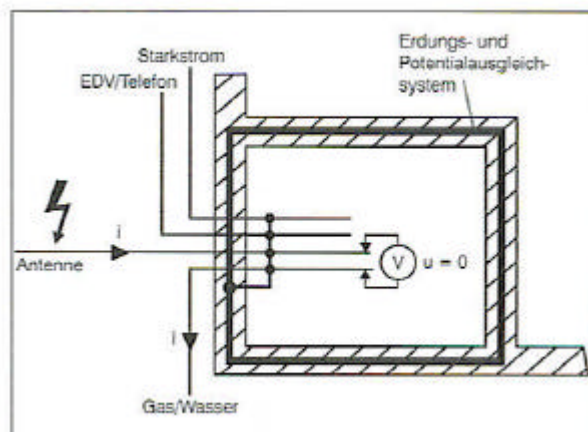 Starkstrom
EDV/Telefon
Erdungs- und
Potentialausgleich-
system
i
Antenne
V
u = 0
i
Gas/Wasser